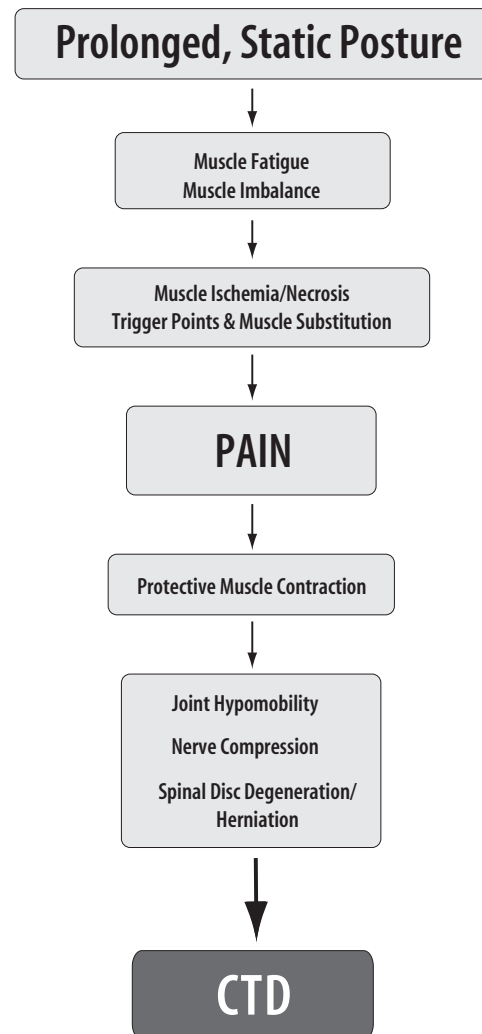 Prolonged, Static Posture
Muscle Fatigue
Muscle Imbalance
Muscle Ischemia/Necrosis
Trigger Points & Muscle Substitution
PAIN
Protective Muscle Contraction
Joint Hypomobility
Nerve Compression
Spinal Disc Degeneration/
Herniation
CTD